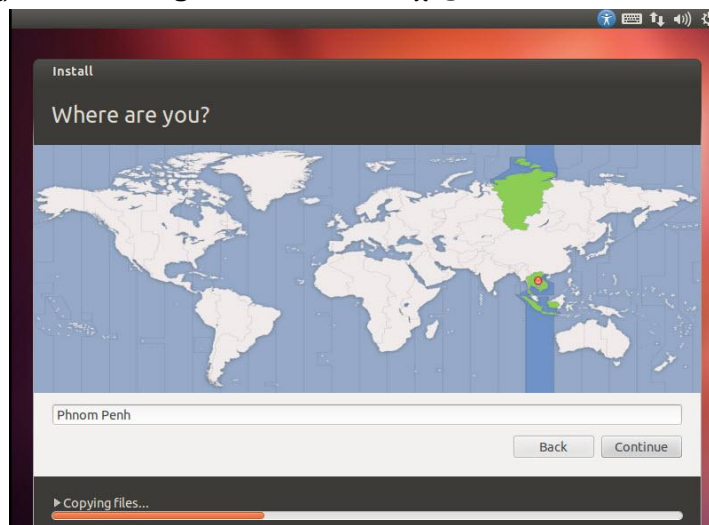 Install
Where are you?
Phnom Penh
Back Continue
Copying files...